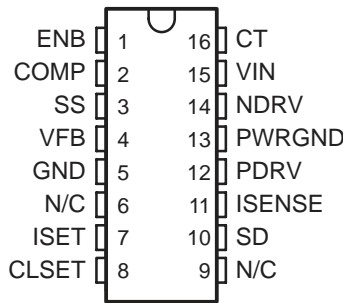 ENB 1 16 CT
COMP 2 15 VIN
SS 3 14 NDRV
VFB 4 13 PWRGND
GND 5 12 PDRV
N/C 6 11 ISENSE
ISET 7 10 SD
CLSET 8 9 N/C